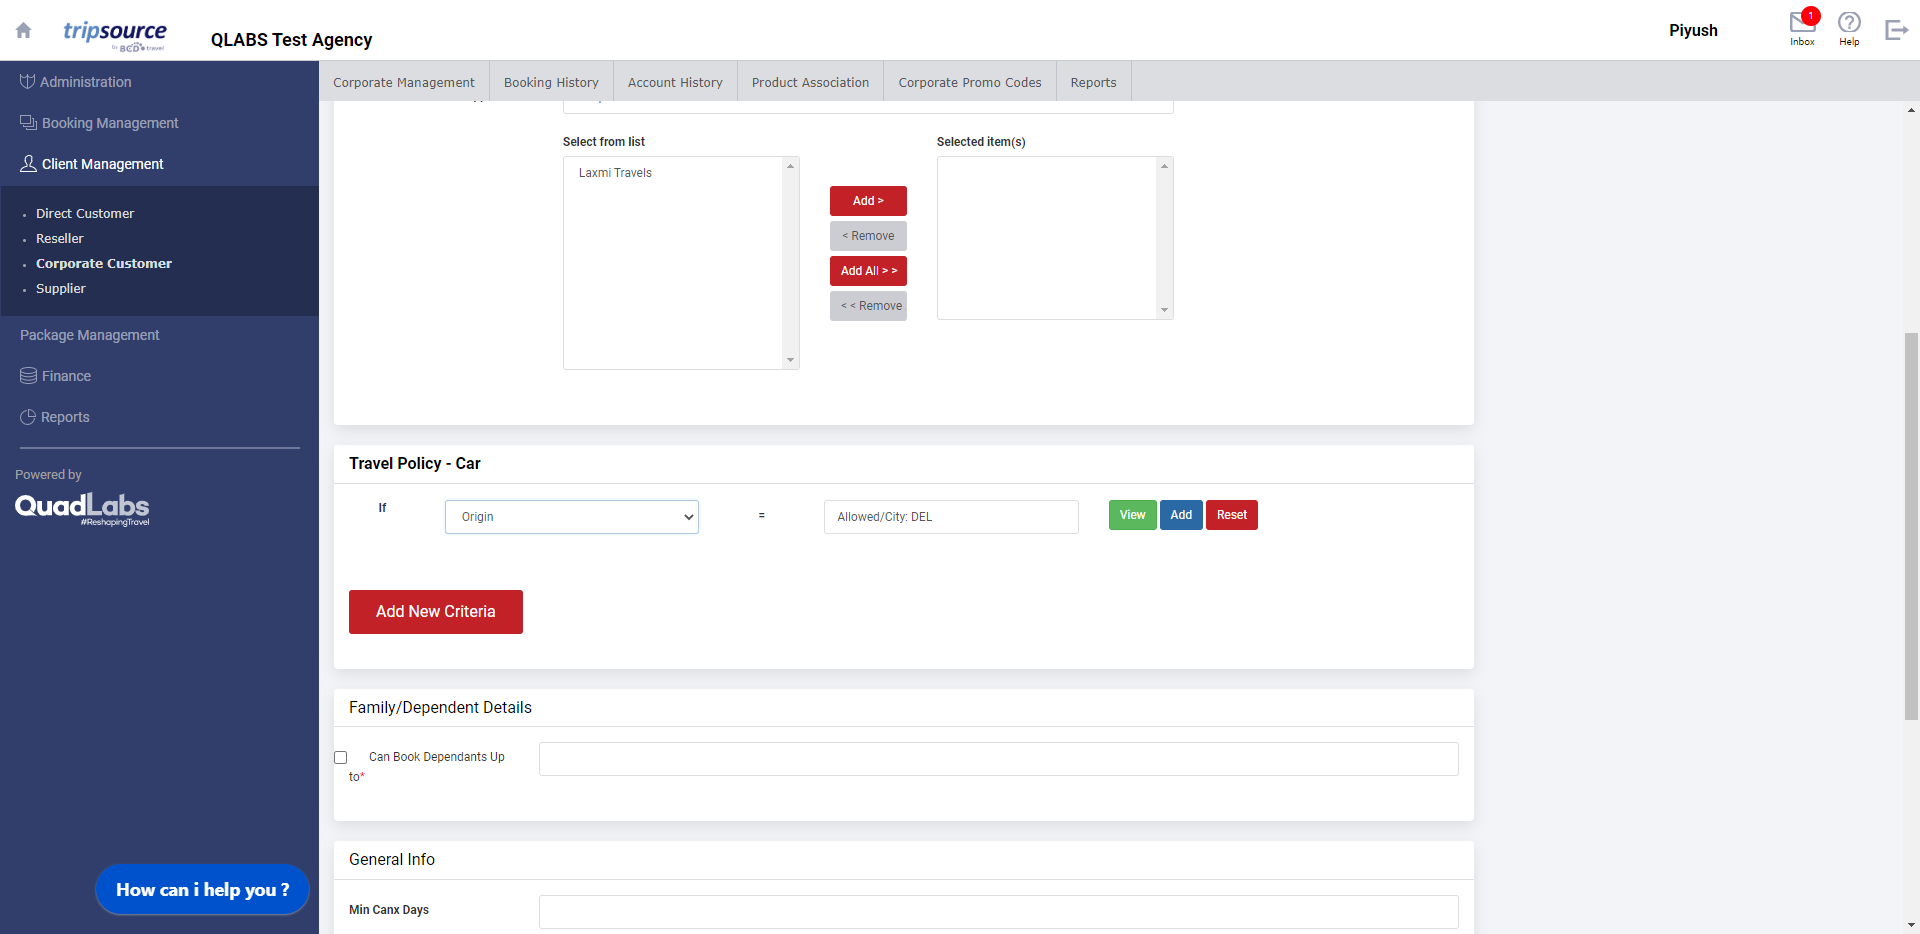 tripsource
by BCD travel
QLABS Test Agency
Piyush
1
Inbox
Help
Administration
Booking Management
Client Management
Direct Customer
Reseller
Corporate Customer
Supplier
Package Management
Finance
Reports
Powered by
QuadLabs
#ReshapingTravel
How can i help you ?
Corporate Management
Booking History
Account History
Product Association
Corporate Promo Codes
Reports
Select from list
Selected item(s)
Laxmi Travels
Add >
< Remove
Add All > >
< < Remove
Travel Policy - Car
If
Origin
=
Allowed/City: DEL
View
Add
Reset
Add New Criteria
Family/Dependent Details
Can Book Dependants Up
to*
General Info
Min Canx Days